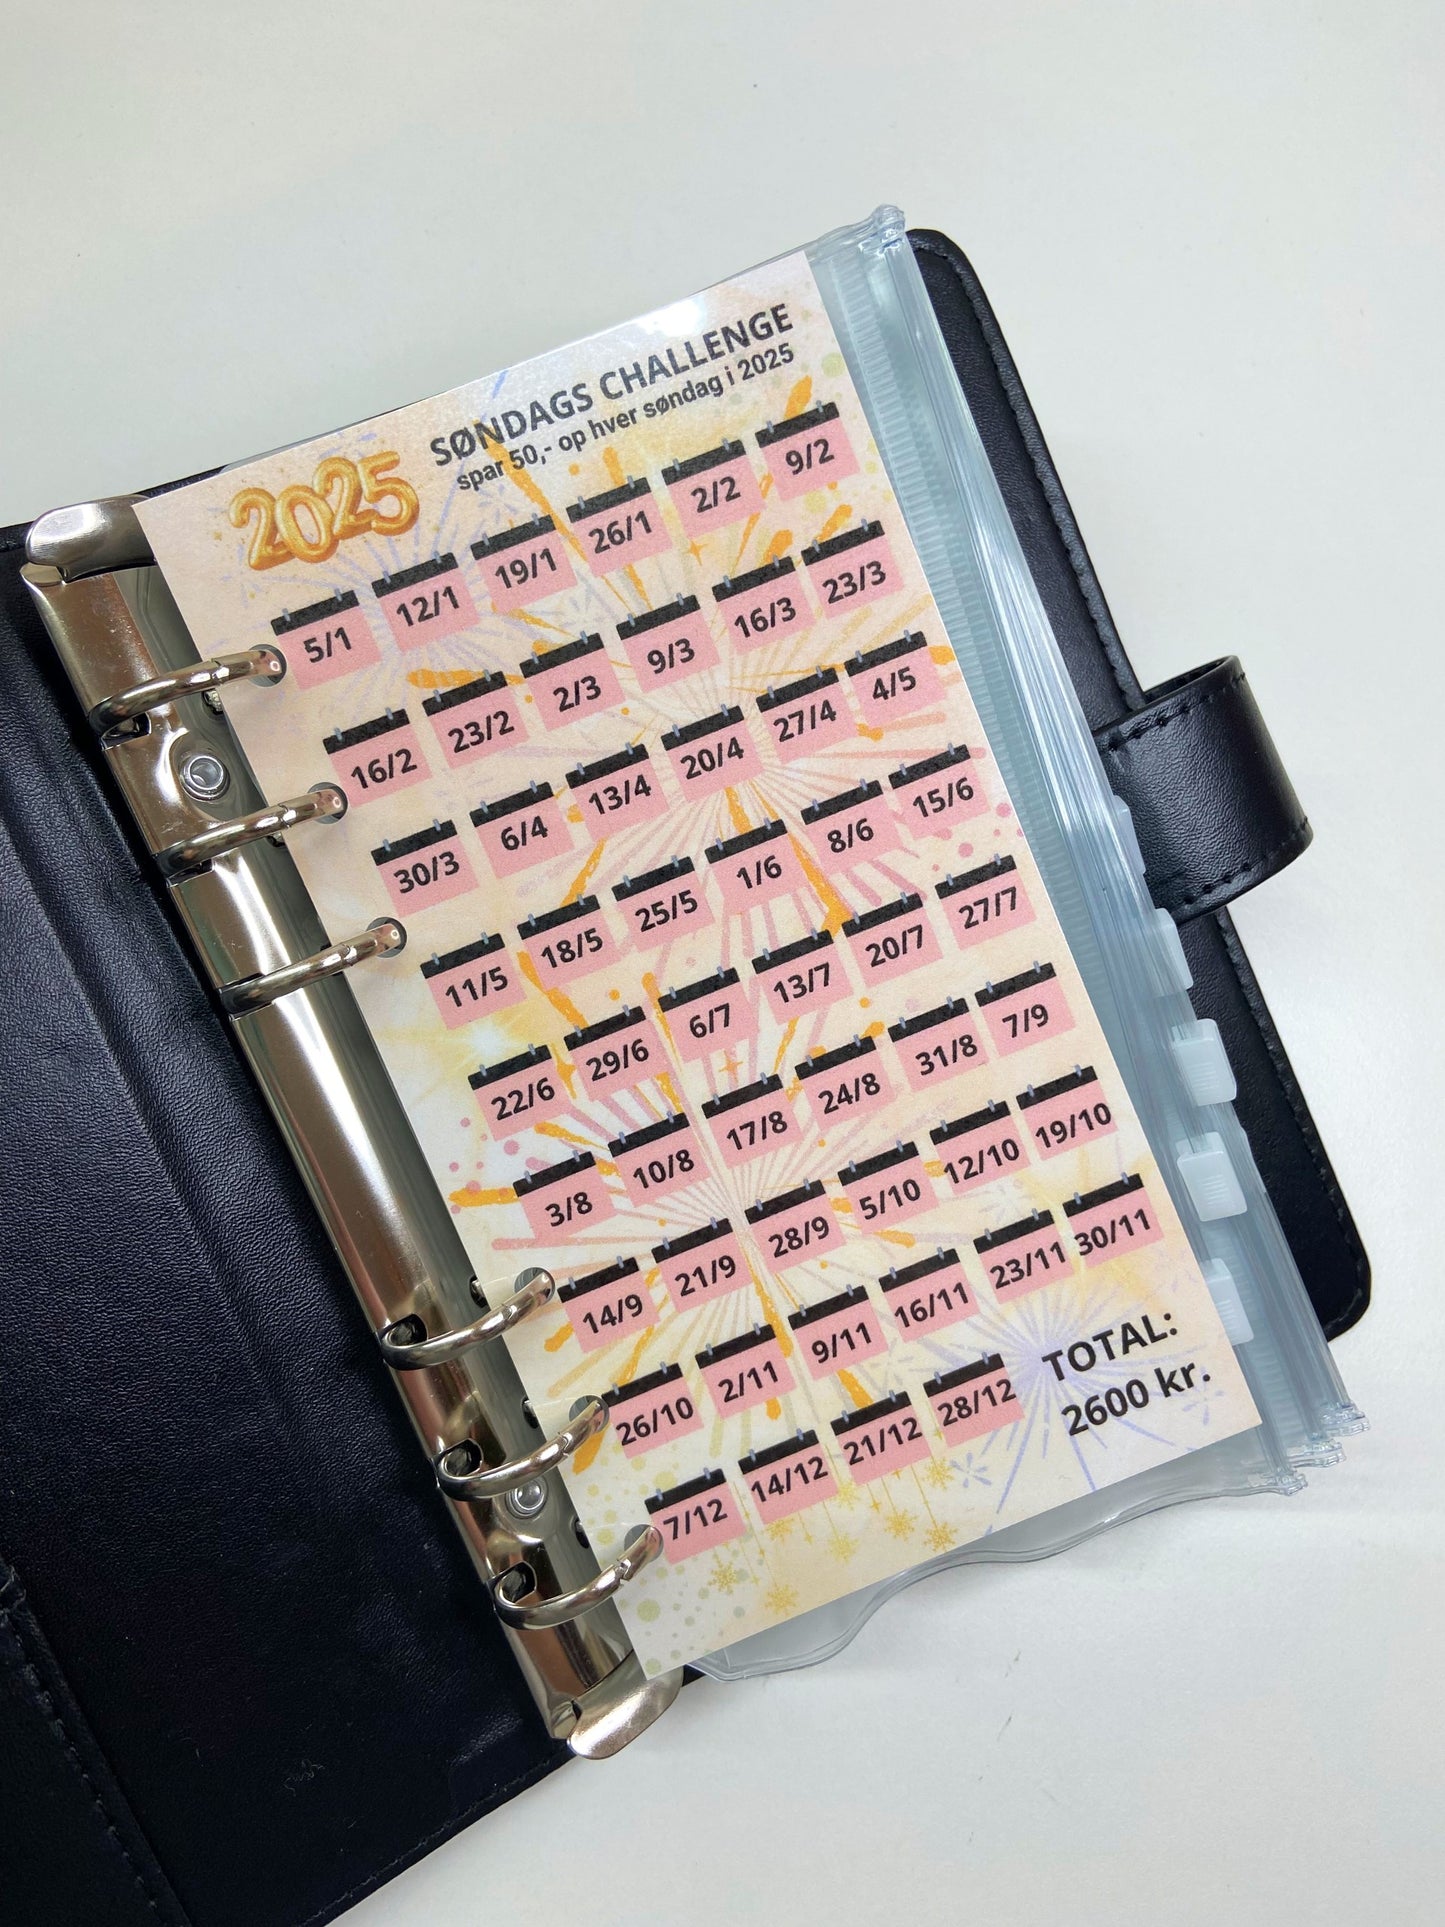 2025
SØNDAGS CHALLENGE
spar 50,- op hver søndag i 2025
5/1 12/1 19/1 26/1 2/2 9/2
16/2 23/2 2/3 9/3 16/3 23/3
30/3 6/4 13/4 20/4 27/4 4/5
11/5 18/5 25/5 1/6 8/6 15/6
22/6 29/6 6/7 13/7 20/7 27/7
3/8 10/8 17/8 24/8 31/8 7/9
14/9 21/9 28/9 5/10 12/10 19/10
26/10 2/11 9/11 16/11 23/11 30/11
7/12 14/12 21/12 28/12
TOTAL:
2600 kr.